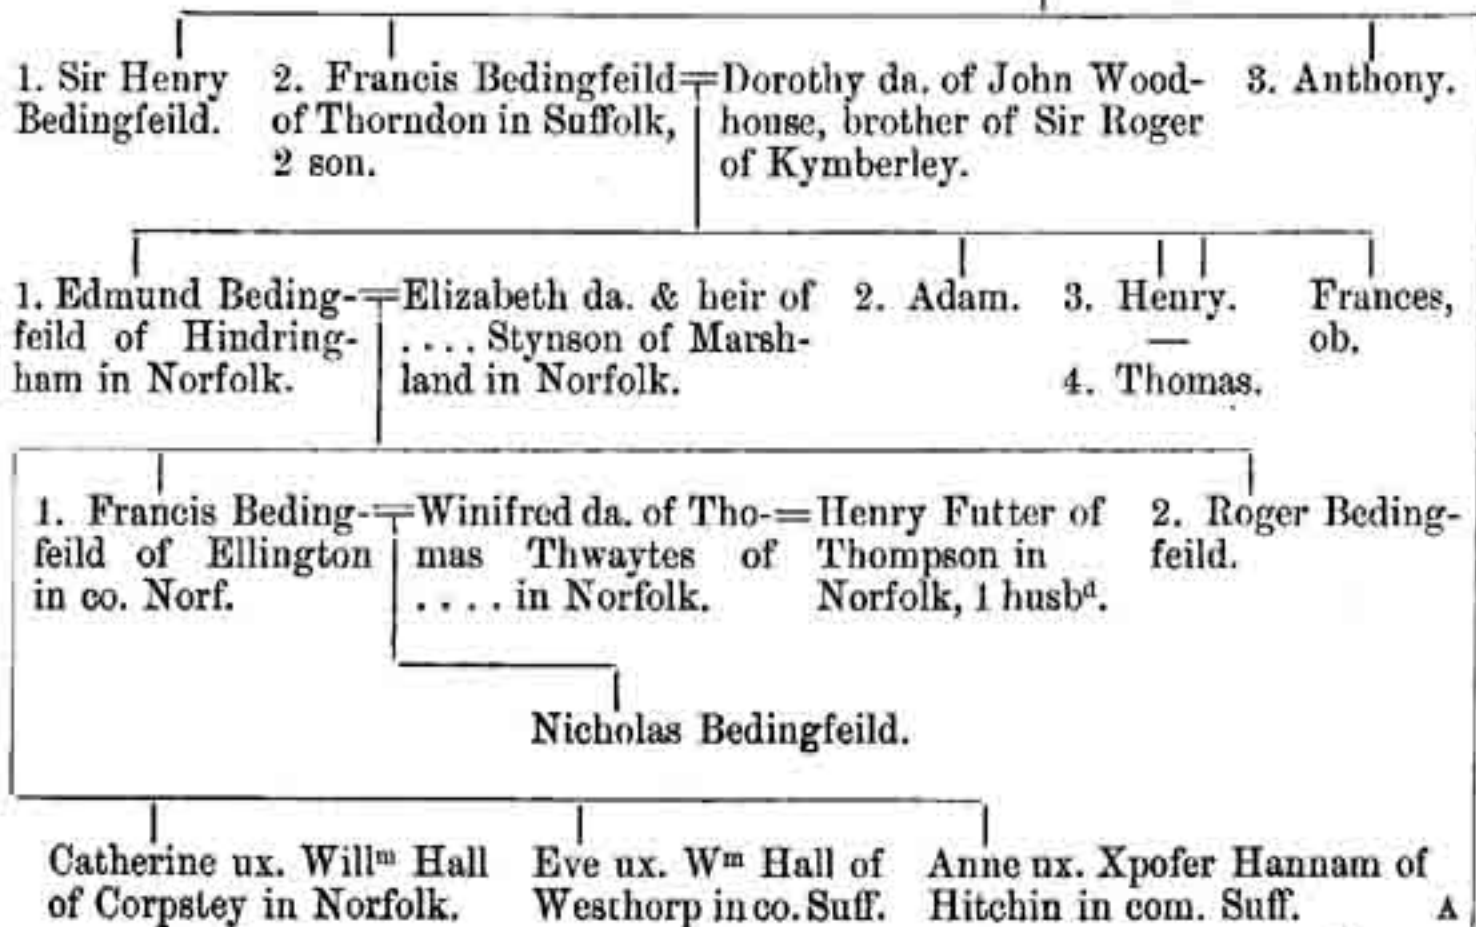 1. Sir Henry
Bedingfeild.
2. Francis Bedingfeild
of Thorndon in Suffolk,
2 son.
Dorothy da. of John Wood-
house, brother of Sir Roger
of Kymberley.
3. Anthony.
1. Edmund Beding-
feild of Hindring-
ham in Norfolk.
Elizabeth da. & heir of
.... Stynson of Marsh-
land in Norfolk.
2. Adam.
3. Henry.
—
4. Thomas.
Frances,
ob.
1. Francis Beding-
feild of Ellington
in co. Norf.
Winifred da. of Tho-
mas Thwaytes of
.... in Norfolk.
Henry Futter of
Thompson in
Norfolk, 1 husbᵈ.
2. Roger Beding-
feild.
Nicholas Bedingfeild.
Catherine ux. Willᵐ Hall
of Corpsley in Norfolk.
Eve ux. Wᵐ Hall of
Westhorp in co. Suff.
Anne ux. Xpofer Hannam of
Hitchin in com. Suff.
A